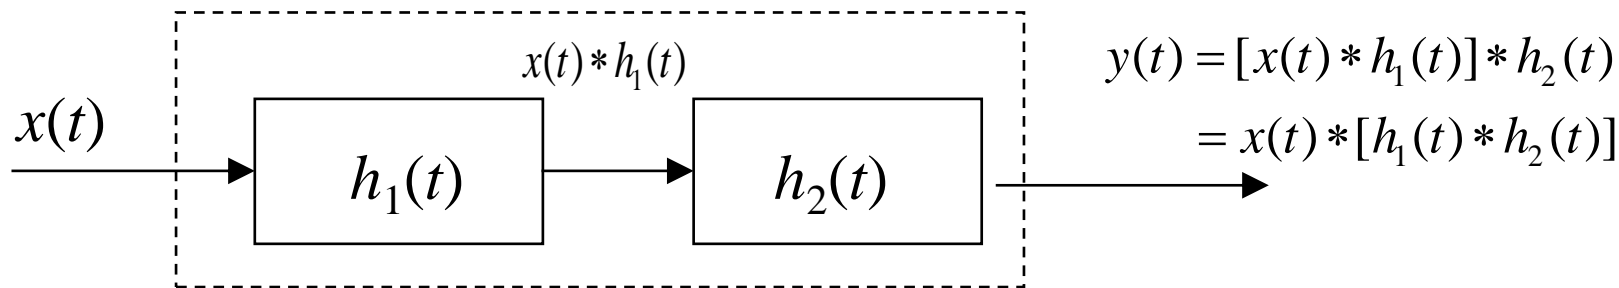 x(t)
h₁(t)
x(t)*h₁(t)
h₂(t)
y(t) = [x(t)*h₁(t)]*h₂(t)
= x(t)*[h₁(t)*h₂(t)]